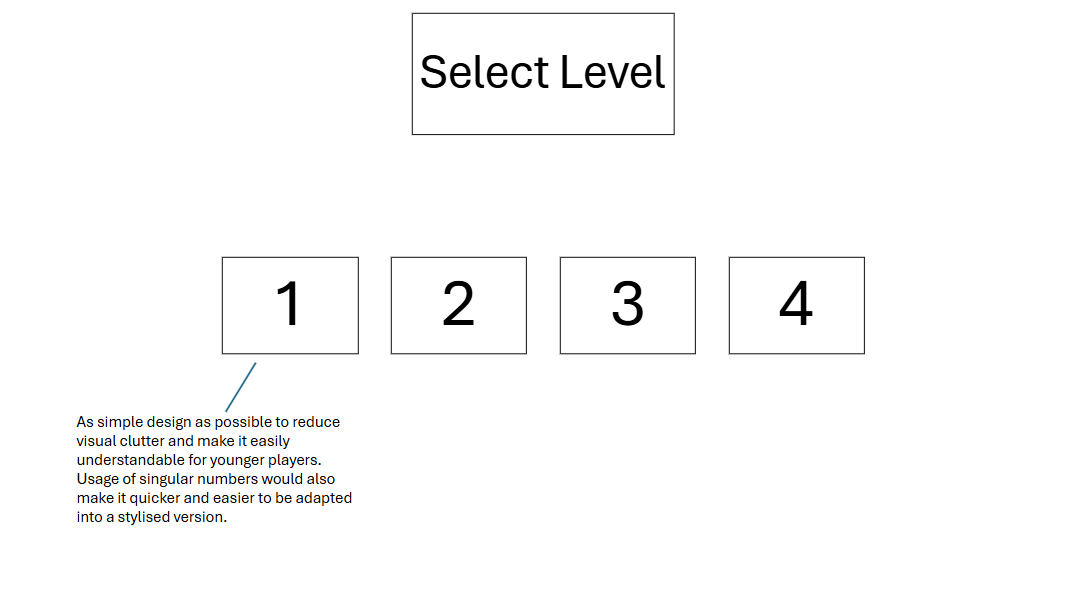 Select Level
1 2 3 4
As simple design as possible to reduce
visual clutter and make it easily
understandable for younger players.
Usage of singular numbers would also
make it quicker and easier to be adapted
into a stylised version.